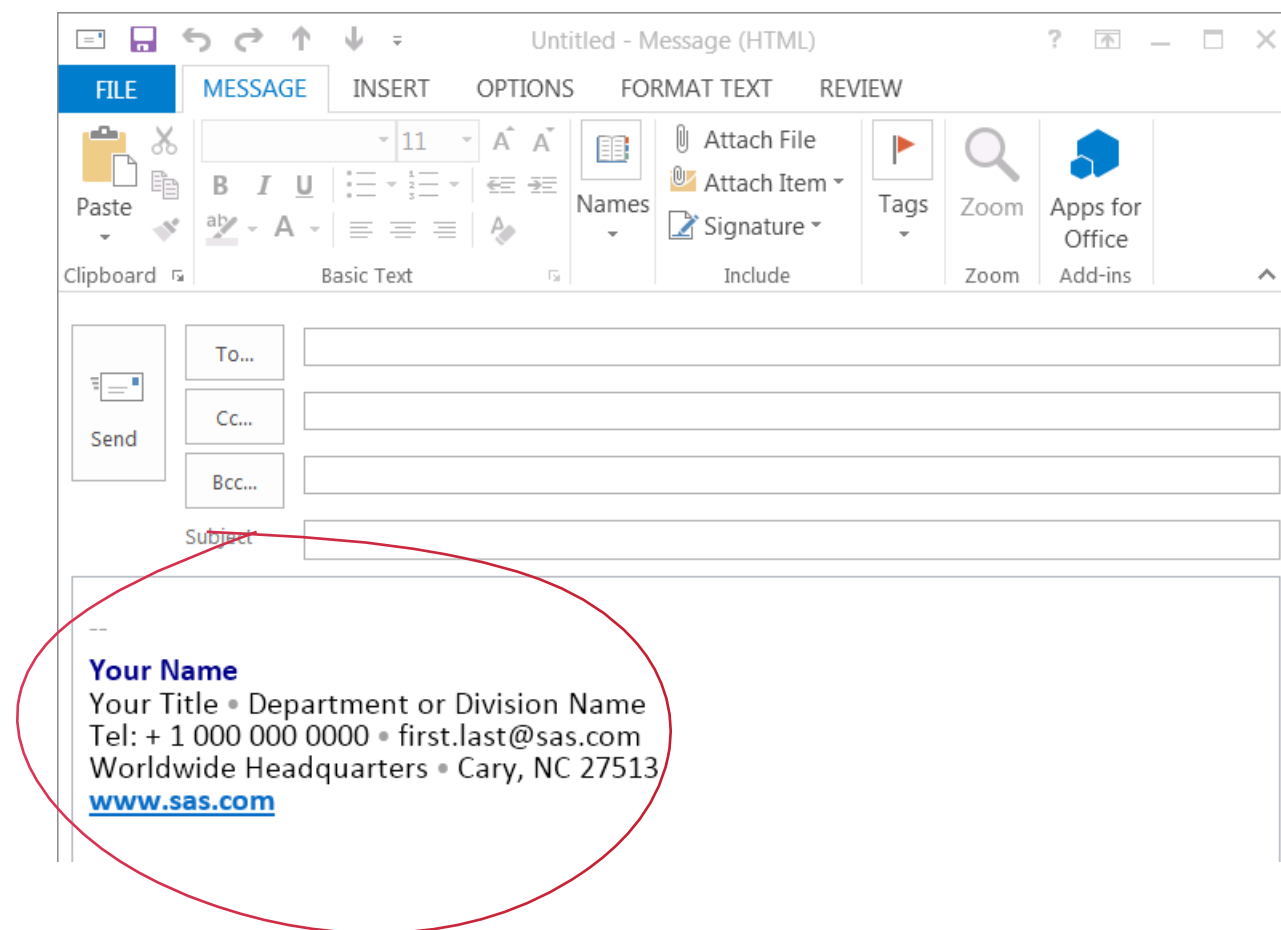 Untitled - Message (HTML) ?
FILE MESSAGE INSERT OPTIONS FORMAT TEXT REVIEW
Paste
Clipboard
11 A A
B I U
ab A A
Basic Text
Names
Attach File
Attach Item
Signature
Include
Tags
Zoom
Zoom
Apps for
Office
Add-ins
Send
To...
Cc...
Bcc...
Subject
--
Your Name
Your Title • Department or Division Name
Tel: + 1 000 000 0000 • first.last@sas.com
Worldwide Headquarters • Cary, NC 27513
www.sas.com